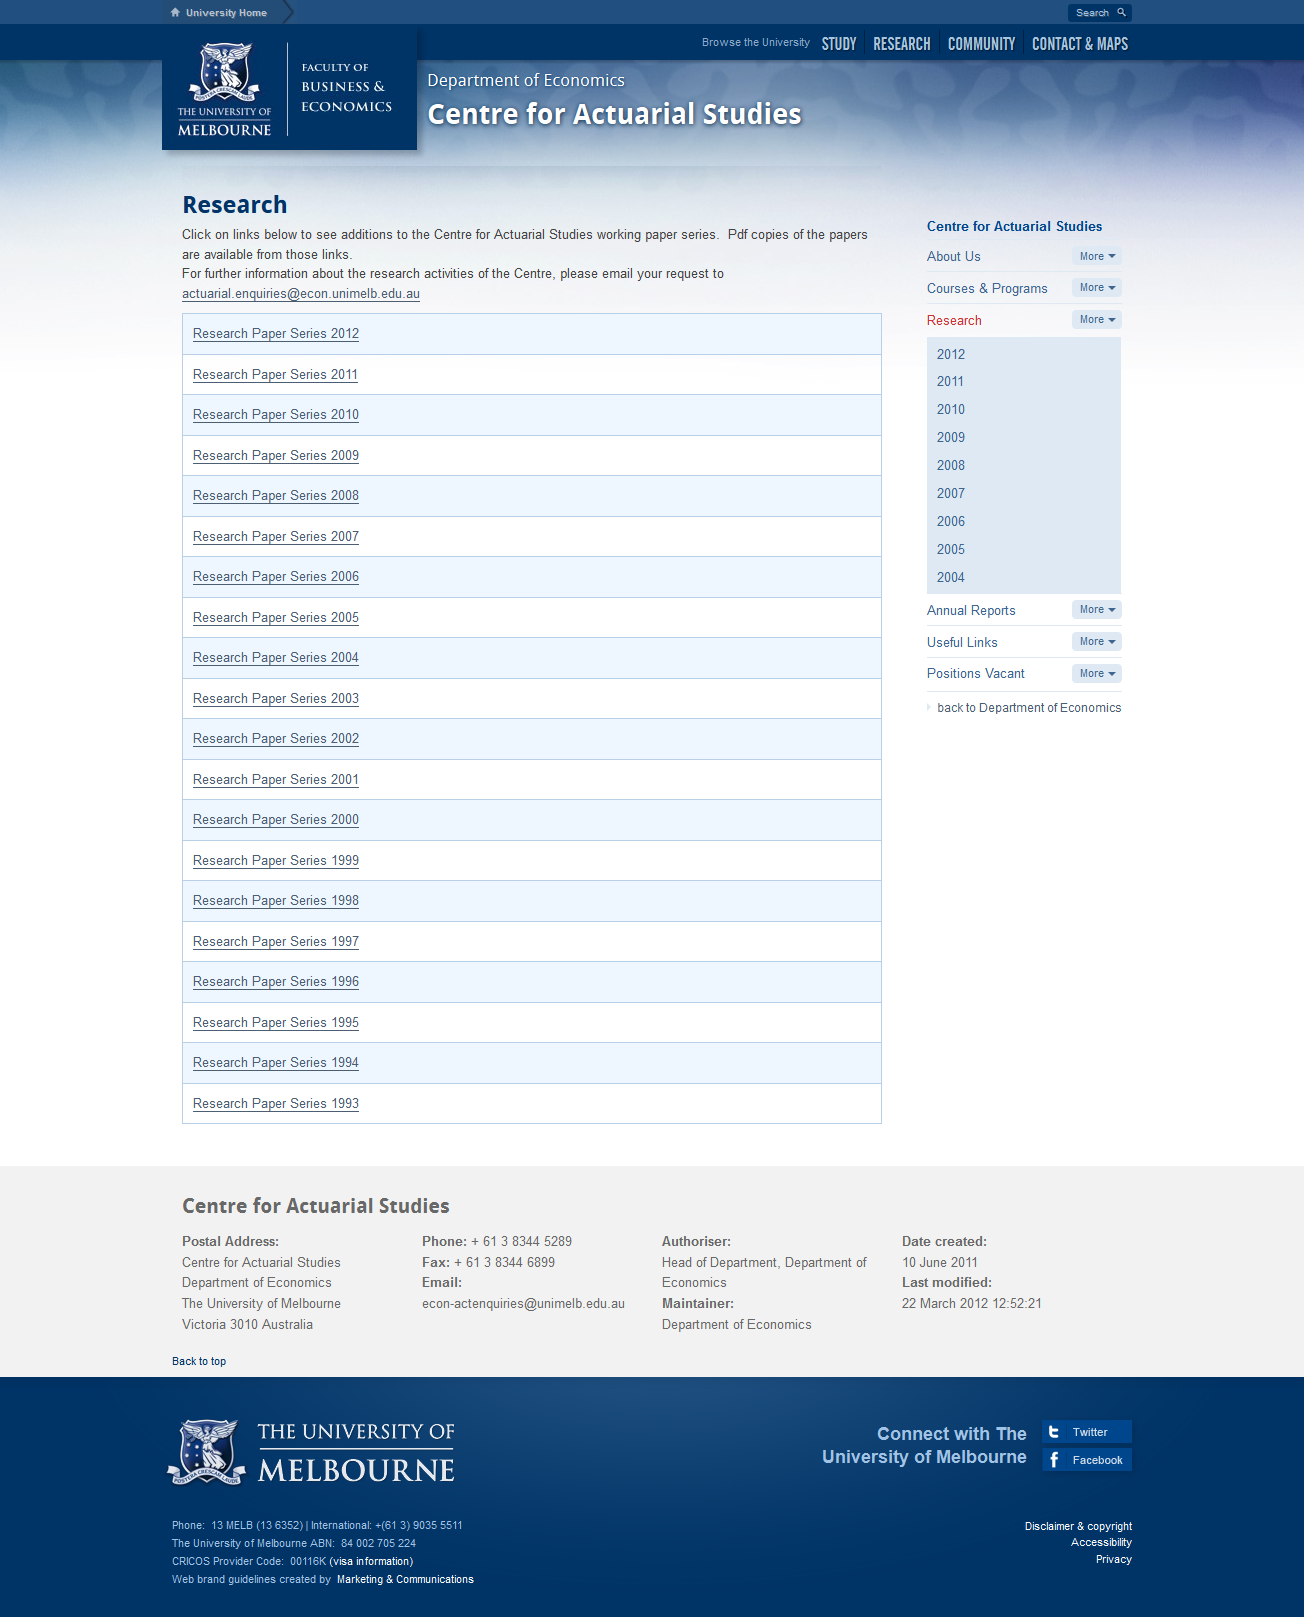 University Home
Search
Browse the University STUDY RESEARCH COMMUNITY CONTACT & MAPS
THE UNIVERSITY OF
MELBOURNE
FACULTY OF
BUSINESS &
ECONOMICS
Department of Economics
Centre for Actuarial Studies
Research
Click on links below to see additions to the Centre for Actuarial Studies working paper series. Pdf copies of the papers
are available from those links.
For further information about the research activities of the Centre, please email your request to
actuarial.enquiries@econ.unimelb.edu.au
Research Paper Series 2012
Research Paper Series 2011
Research Paper Series 2010
Research Paper Series 2009
Research Paper Series 2008
Research Paper Series 2007
Research Paper Series 2006
Research Paper Series 2005
Research Paper Series 2004
Research Paper Series 2003
Research Paper Series 2002
Research Paper Series 2001
Research Paper Series 2000
Research Paper Series 1999
Research Paper Series 1998
Research Paper Series 1997
Research Paper Series 1996
Research Paper Series 1995
Research Paper Series 1994
Research Paper Series 1993
Centre for Actuarial Studies
About Us More
Courses & Programs More
Research More
2012
2011
2010
2009
2008
2007
2006
2005
2004
Annual Reports More
Useful Links More
Positions Vacant More
back to Department of Economics
Centre for Actuarial Studies
Postal Address:
Centre for Actuarial Studies
Department of Economics
The University of Melbourne
Victoria 3010 Australia
Phone: + 61 3 8344 5289
Fax: + 61 3 8344 6899
Email:
econ-actenquiries@unimelb.edu.au
Authoriser:
Head of Department, Department of
Economics
Maintainer:
Department of Economics
Date created:
10 June 2011
Last modified:
22 March 2012 12:52:21
Back to top
THE UNIVERSITY OF
MELBOURNE
Connect with The
University of Melbourne
Twitter
Facebook
Phone: 13 MELB (13 6352) | International: +(61 3) 9035 5511
The University of Melbourne ABN: 84 002 705 224
CRICOS Provider Code: 00116K (visa information)
Web brand guidelines created by Marketing & Communications
Disclaimer & copyright
Accessibility
Privacy